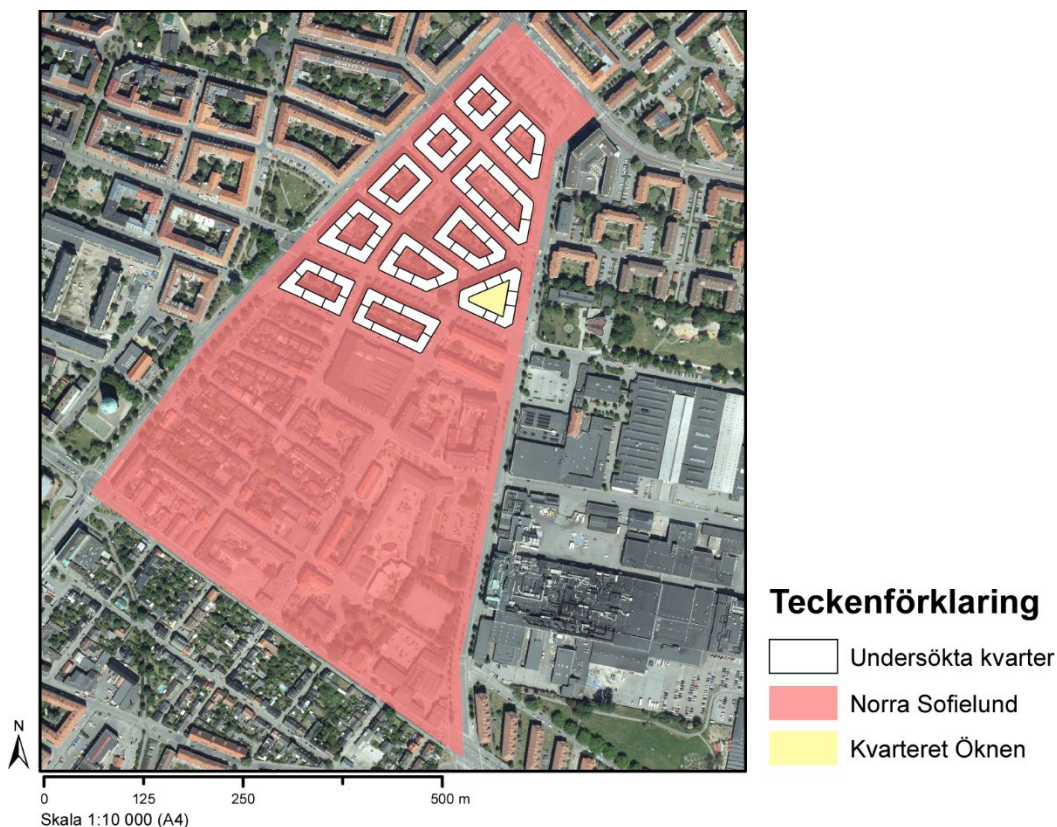 Teckenförklaring
Undersökta kvarter
Norra Sofielund
Kvarteret Öknen
N
0 125 250 500 m
Skala 1:10 000 (A4)